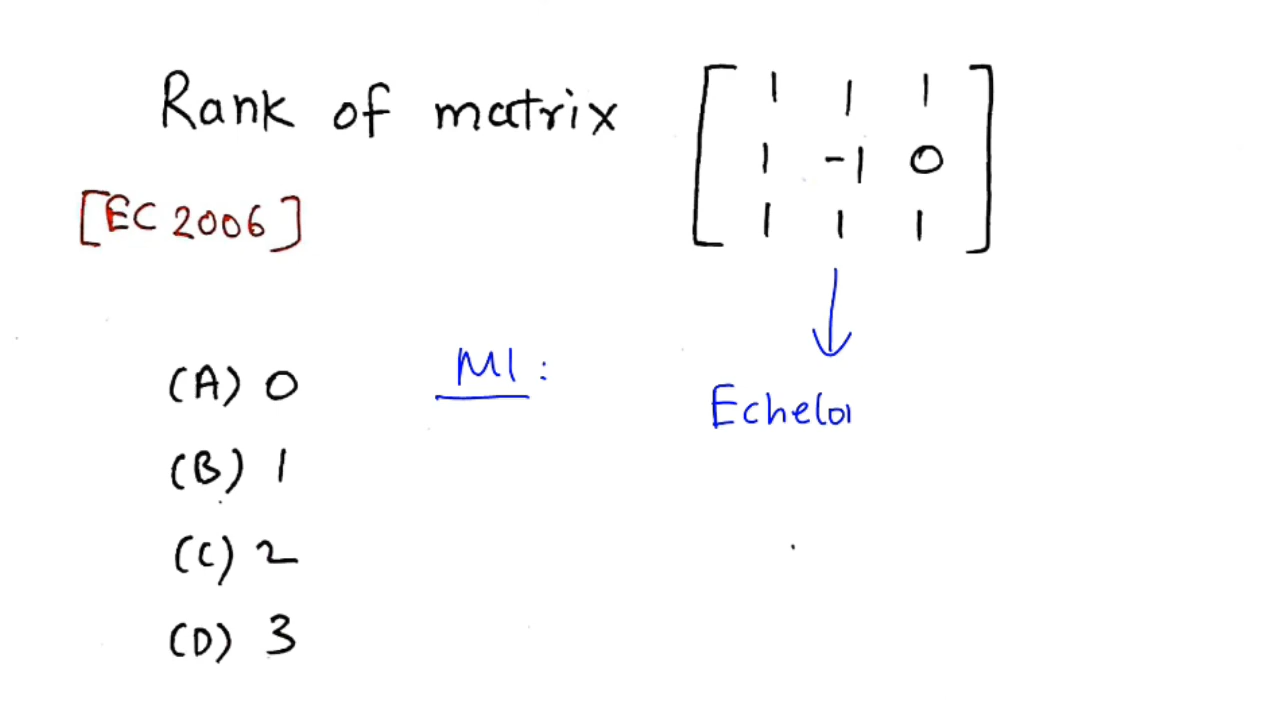 Rank of matrix [ 1 1 1
1 -1 0
1 1 1 ]
[EC 2006]
(A) 0
M1 :
Echelo
(B) 1
(C) 2
(D) 3